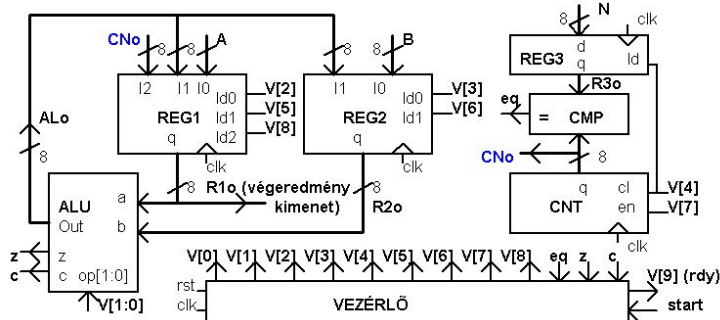 N
clk
8
CNo
A
B
8
8
8
8
d
q
ld
REG3
R3o
I2
I1
I0
ld0
ld1
ld2
REG1
q
clk
V[2]
V[5]
V[8]
I1
I0
ld0
ld1
REG2
q
clk
V[3]
V[6]
eq
= CMP
ALo
8
CNo
8
8
R1o (végeredmény
kimenet)
8
R2o
q
cl
en
CNT
clk
V[4]
V[7]
ALU
Out
a
b
z
c
op[1:0]
z
c
V[1:0]
V[0] V[1] V[2] V[3] V[4] V[5] V[6] V[7] V[8] eq z c
V[9] (rdy)
rst
clk
VEZÉRLŐ
start